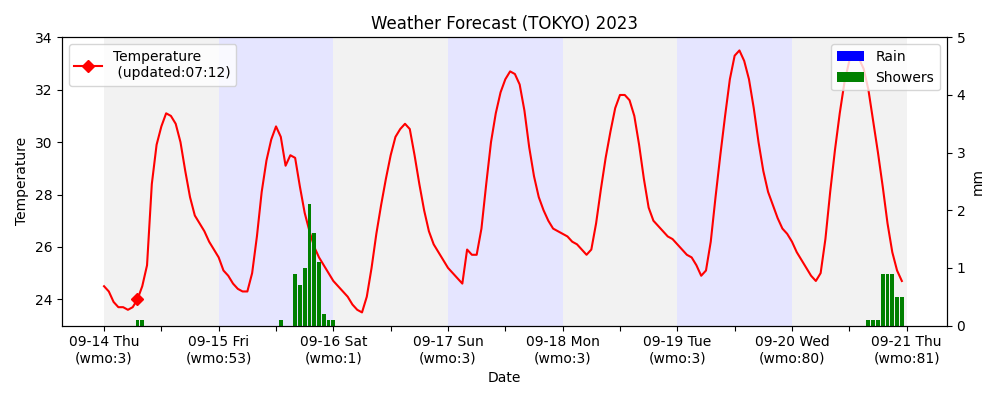 Weather Forecast (TOKYO) 2023
Temperature
(updated:07:12)
Rain
Showers
34
32
30
28
26
24
Temperature
5
4
3
2
1
0
mm
09-14 Thu
(wmo:3)
09-15 Fri
(wmo:53)
09-16 Sat
(wmo:1)
09-17 Sun
(wmo:3)
09-18 Mon
(wmo:3)
09-19 Tue
(wmo:3)
09-20 Wed
(wmo:80)
09-21 Thu
(wmo:81)
Date